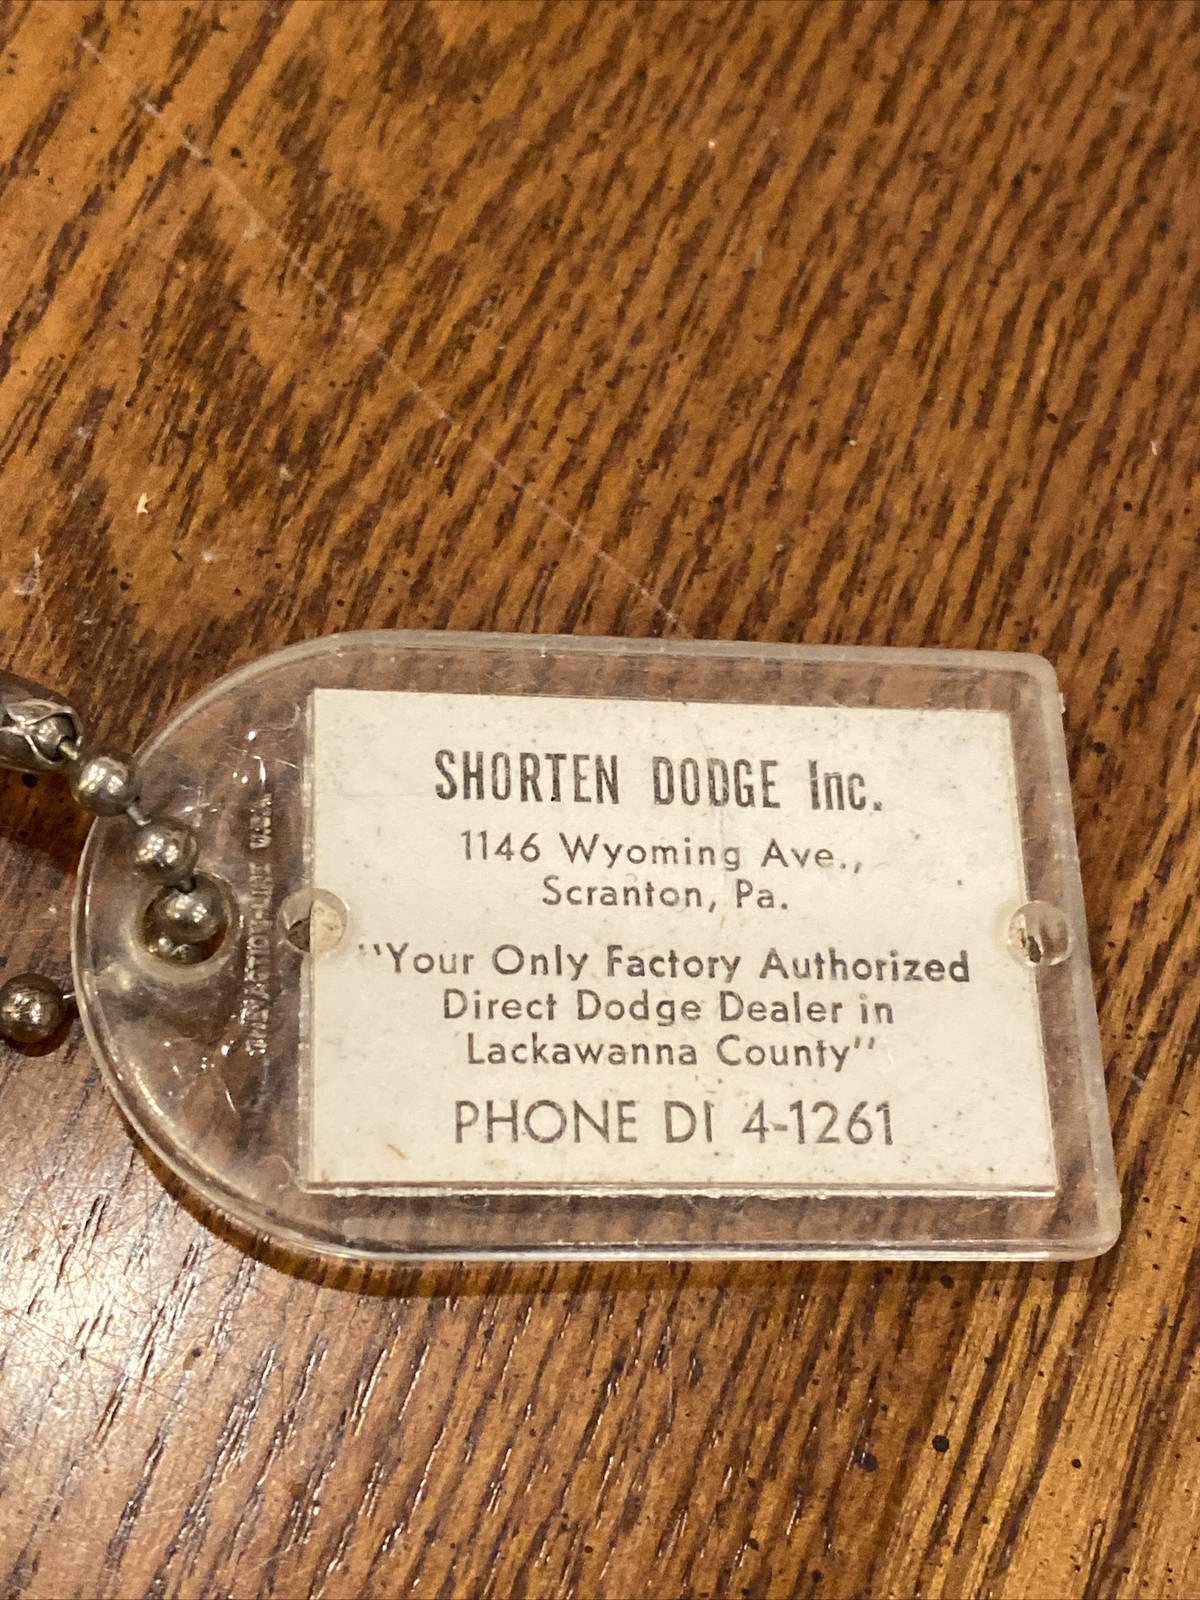 SHORTEN DODGE Inc.
1146 Wyoming Ave.,
Scranton, Pa.
"Your Only Factory Authorized
Direct Dodge Dealer in
Lackawanna County"
PHONE DI 4-1261